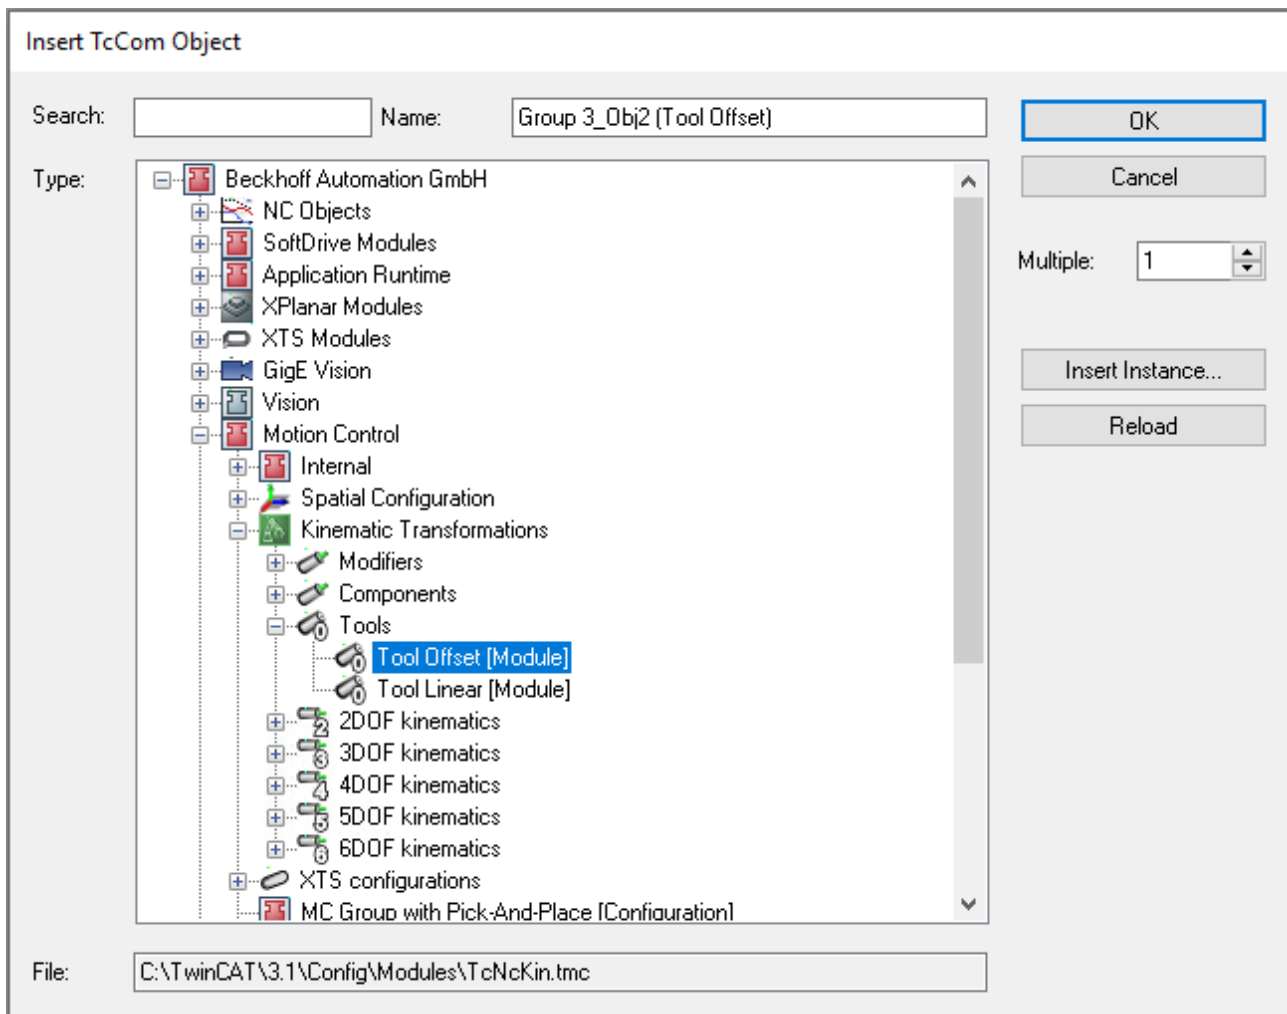 Insert TcCom Object
Search:
Name: Group 3_Obj2 (Tool Offset)
OK
Type:
Cancel
Beckhoff Automation GmbH
NC Objects
SoftDrive Modules
Application Runtime
Multiple: 1
XPlanar Modules
XTS Modules
GigE Vision
Insert Instance...
Vision
Reload
Motion Control
Internal
Spatial Configuration
Kinematic Transformations
Modifiers
Components
Tools
Tool Offset [Module]
Tool Linear [Module]
2DOF kinematics
3DOF kinematics
4DOF kinematics
5DOF kinematics
6DOF kinematics
XTS configurations
MC Group with Pick-And-Place [Configuration]
File: C:\TwinCAT\3.1\Config\Modules\TcNcKin.tmc